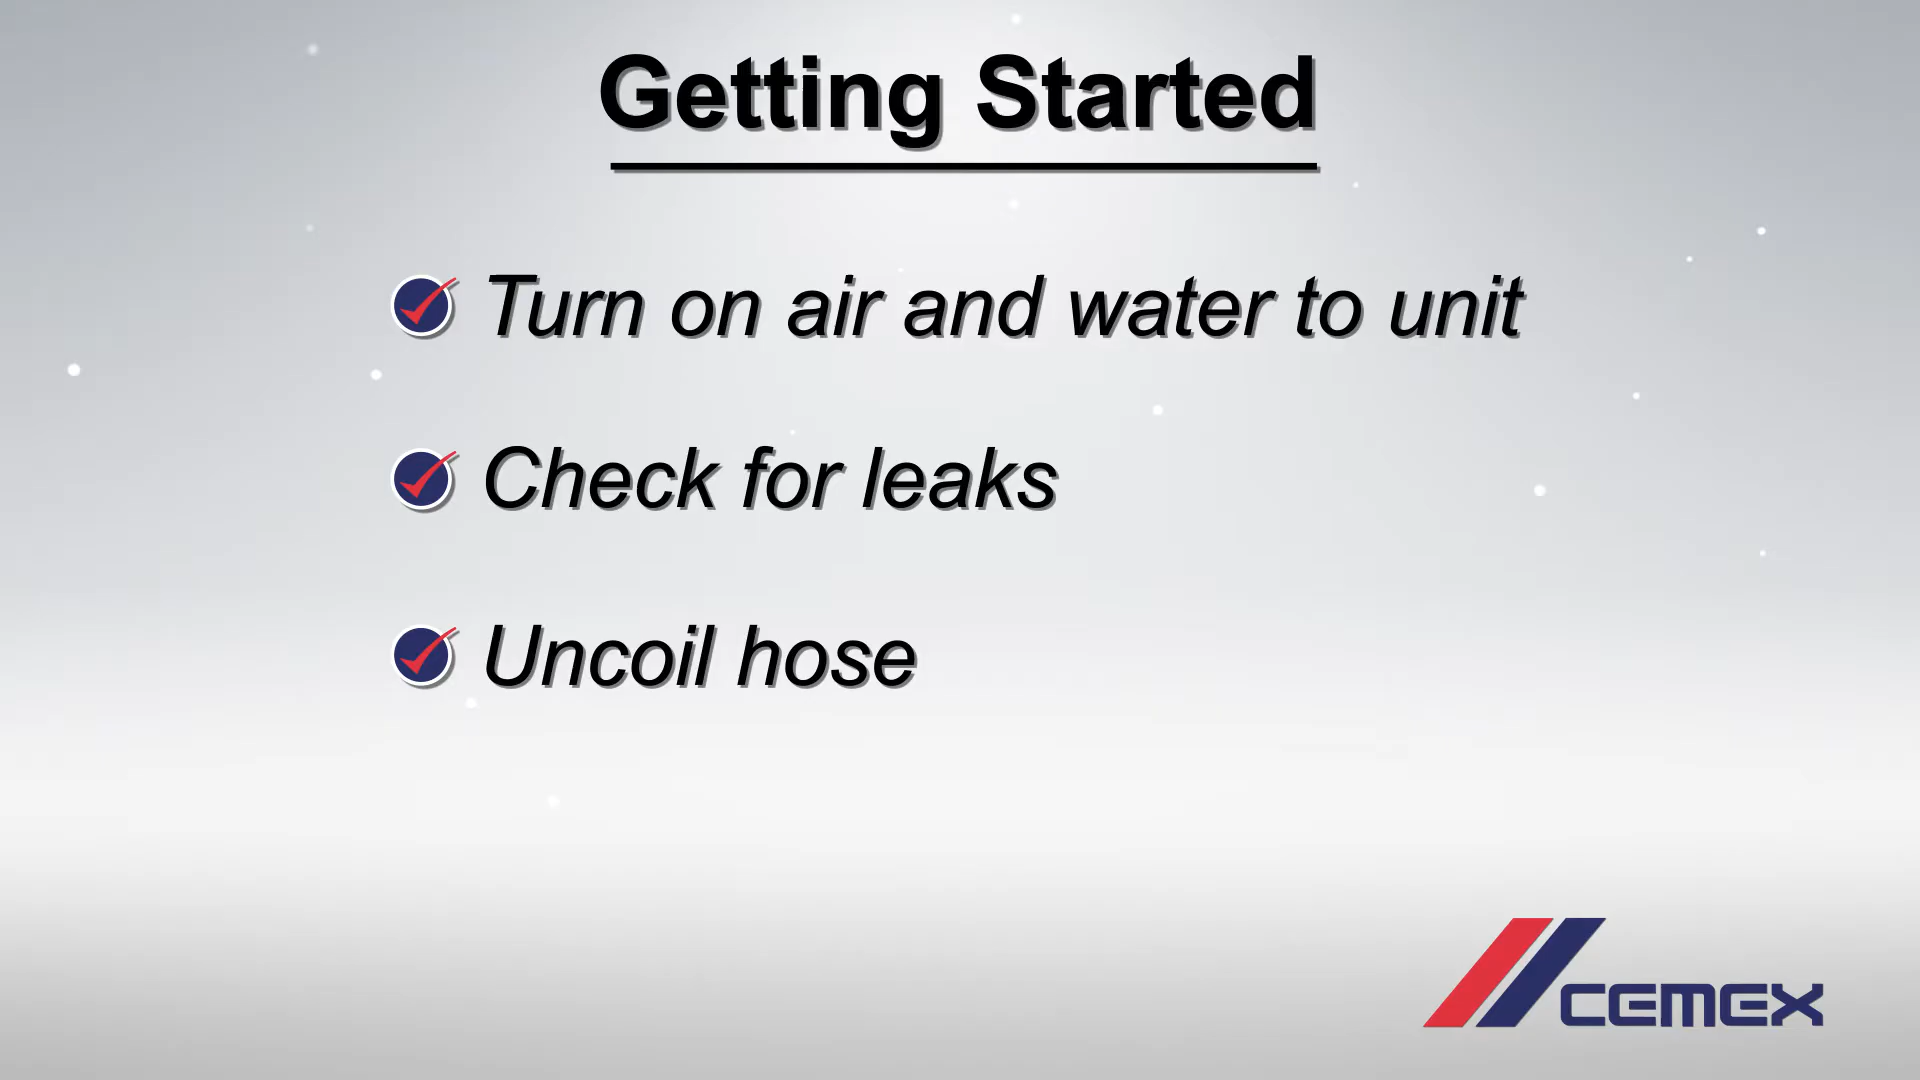 Getting Started
Turn on air and water to unit
Check for leaks
Uncoil hose
CEMEX